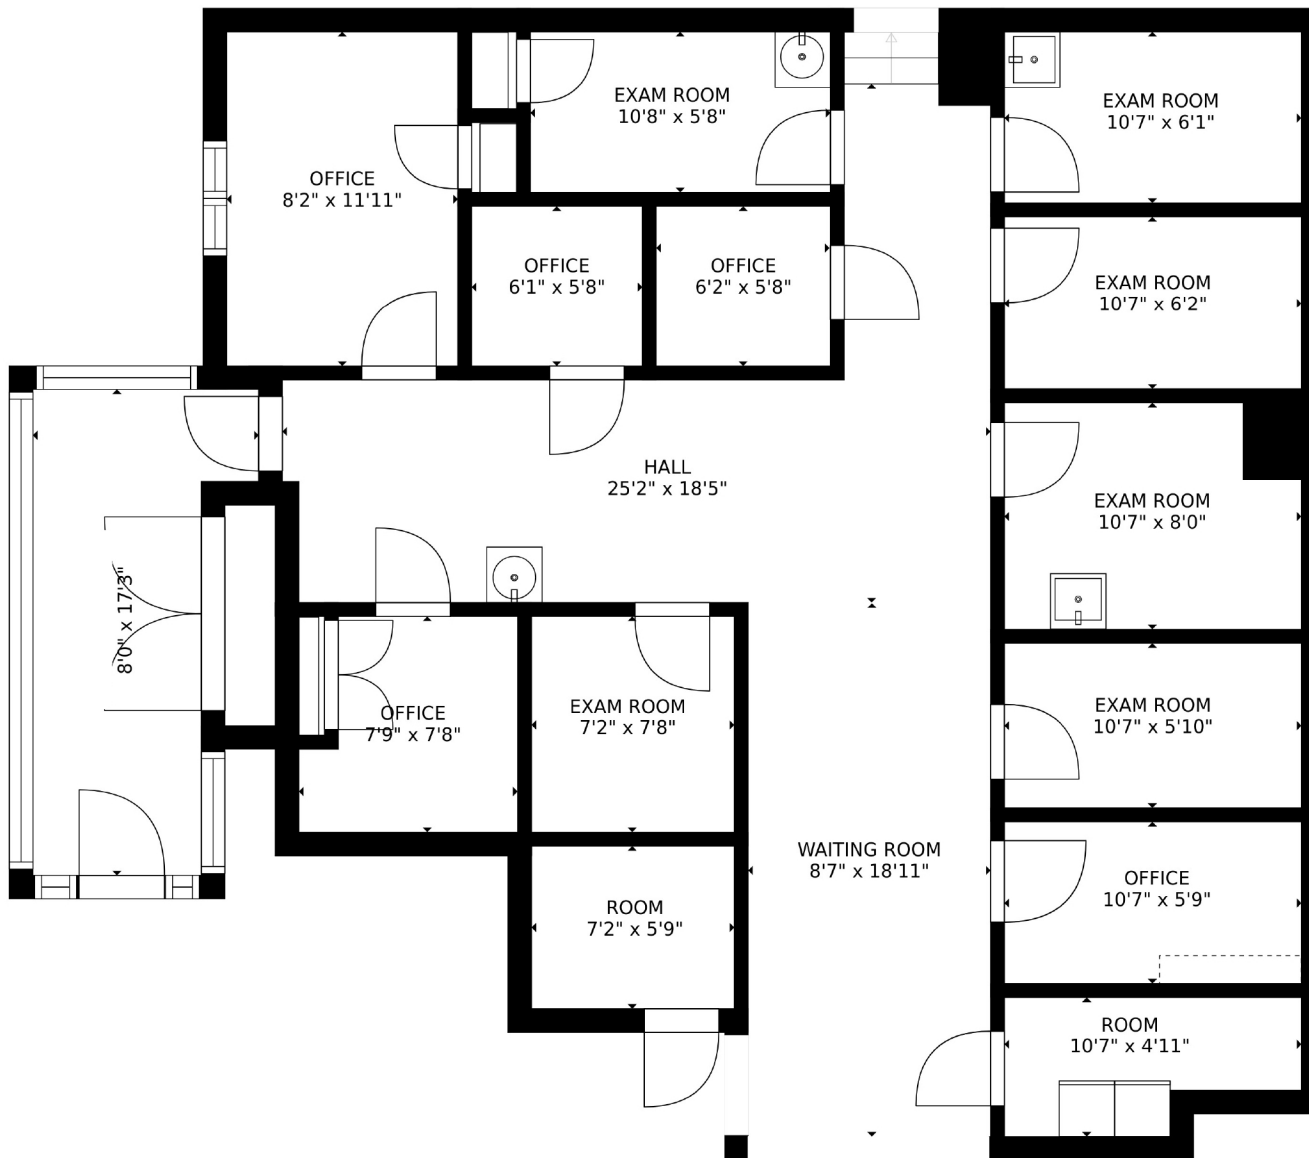 EXAM ROOM
10'8" x 5'8"
EXAM ROOM
10'7" x 6'1"
OFFICE
8'2" x 11'11"
OFFICE
6'1" x 5'8"
OFFICE
6'2" x 5'8"
EXAM ROOM
10'7" x 6'2"
HALL
25'2" x 18'5"
EXAM ROOM
10'7" x 8'0"
8'0" x 17'3"
OFFICE
7'9" x 7'8"
EXAM ROOM
7'2" x 7'8"
EXAM ROOM
10'7" x 5'10"
WAITING ROOM
8'7" x 18'11"
OFFICE
10'7" x 5'9"
ROOM
7'2" x 5'9"
ROOM
10'7" x 4'11"